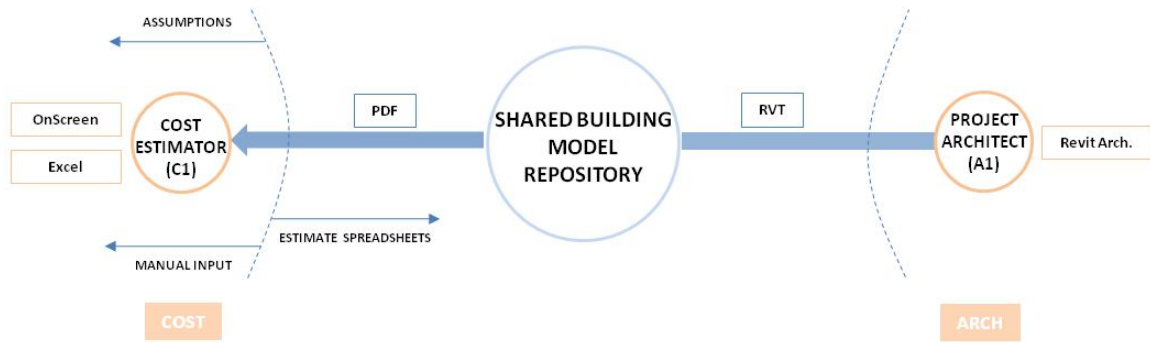 ASSUMPTIONS
OnScreen
Excel
COST
ESTIMATOR
(C1)
PDF
SHARED BUILDING
MODEL
REPOSITORY
RVT
PROJECT
ARCHITECT
(A1)
Revit Arch.
ESTIMATE SPREADSHEETS
MANUAL INPUT
COST
ARCH